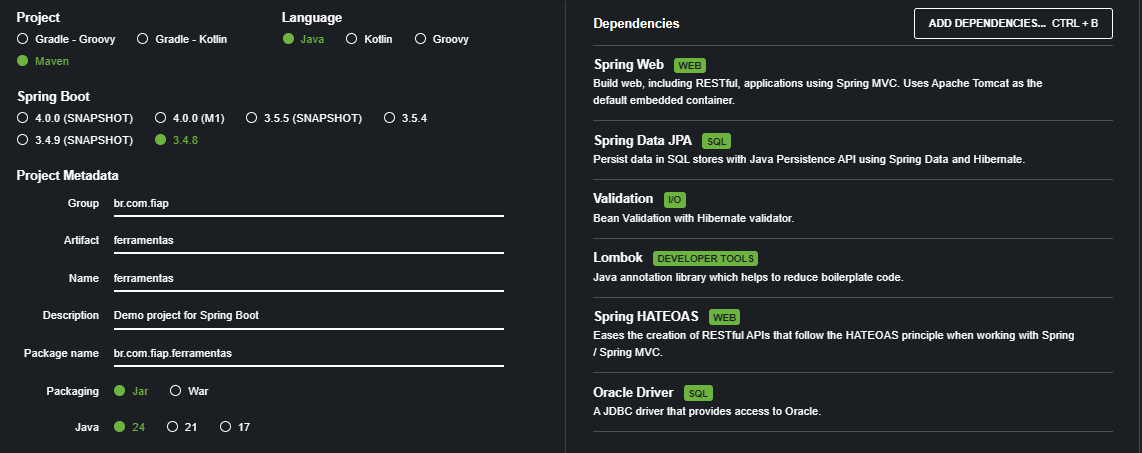 Project
Gradle - Groovy Gradle - Kotlin
Maven
Language
Java Kotlin Groovy
Spring Boot
4.0.0 (SNAPSHOT) 4.0.0 (M1) 3.5.5 (SNAPSHOT) 3.5.4
3.4.9 (SNAPSHOT) 3.4.8
Project Metadata
Group br.com.fiap
Artifact ferramentas
Name ferramentas
Description Demo project for Spring Boot
Package name br.com.fiap.ferramentas
Packaging Jar War
Java 24 21 17
Dependencies
ADD DEPENDENCIES... CTRL + B
Spring Web WEB
Build web, including RESTful, applications using Spring MVC. Uses Apache Tomcat as the
default embedded container.
Spring Data JPA SQL
Persist data in SQL stores with Java Persistence API using Spring Data and Hibernate.
Validation I/O
Bean Validation with Hibernate validator.
Lombok DEVELOPER TOOLS
Java annotation library which helps to reduce boilerplate code.
Spring HATEOAS WEB
Eases the creation of RESTful APIs that follow the HATEOAS principle when working with Spring
/ Spring MVC.
Oracle Driver SQL
A JDBC driver that provides access to Oracle.